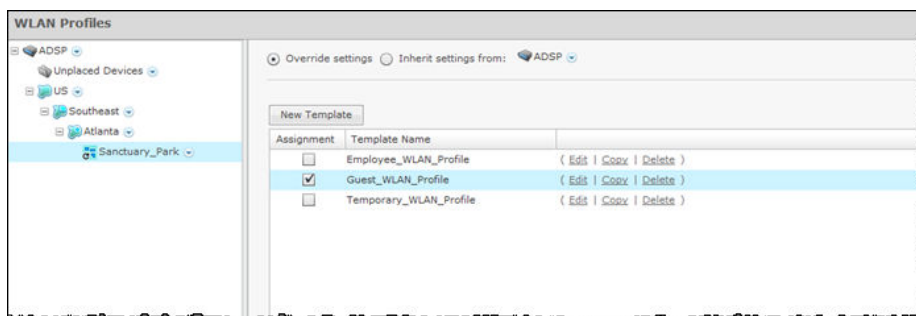 WLAN Profiles
ADSP
Unplaced Devices
US
Southeast
Atlanta
Sanctuary_Park
Override settings Inherit settings from: ADSP
New Template
Assignment Template Name
Employee_WLAN_Profile ( Edit | Copy | Delete )
Guest_WLAN_Profile ( Edit | Copy | Delete )
Temporary_WLAN_Profile ( Edit | Copy | Delete )